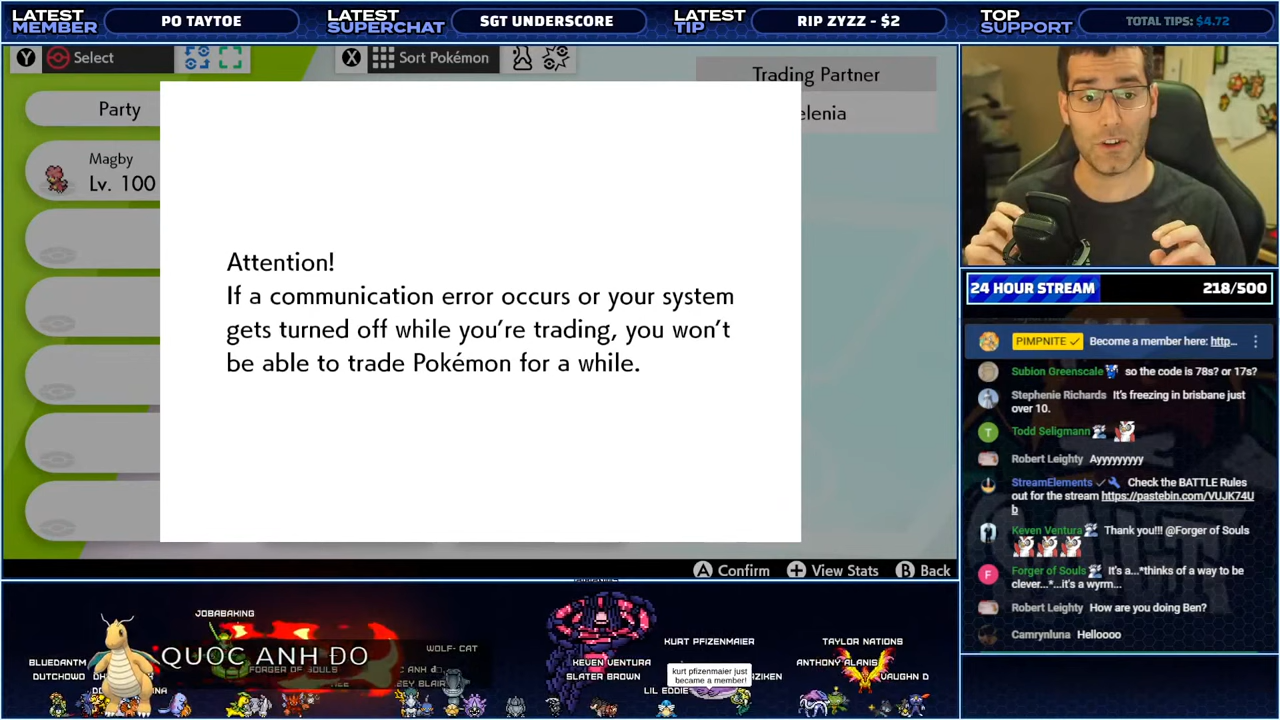 LATEST
MEMBER
PO TAYTOE
LATEST
SUPERCHAT
SGT UNDERSCORE
LATEST
TIP
RIP ZYZZ - $2
TOP
SUPPORT
TOTAL TIPS: $4.72
Y Select
X Sort Pokémon
Trading Partner
elenia
Party
Magby
Lv. 100
Attention!
If a communication error occurs or your system
gets turned off while you're trading, you won't
be able to trade Pokémon for a while.
A Confirm + View Stats B Back
24 HOUR STREAM 218/500
PIMPNITE Become a member here: http...
Subion Greenscale so the code is 78s? or 17s?
Stephenie Richards It's freezing in brisbane just
over 10.
T Todd Seligmann
Robert Leighty Ayyyyyyyy
StreamElements Check the BATTLE Rules
out for the stream https://pastebin.com/VUJK74U
b
Keven Ventura Thank you!!! @Forger of Souls
F Forger of Souls It's a...*thinks of a way to be
clever...*...it's a wyrm...
Robert Leighty How are you doing Ben?
Camrynluna Helloooo
JOBABAKING
QUOC ANH DO
BLUEDANTM
DUTCHOWO
FORGER OF SOULS
WOLF- CAT
KEVEN VENTURA
SLATER BROWN
KURT PFIZENMAIER
kurt pfizenmaier just
became a member!
LIL EDDIE
TAYLOR NATIONS
ANTHONY ALANIS
VAUGHN D